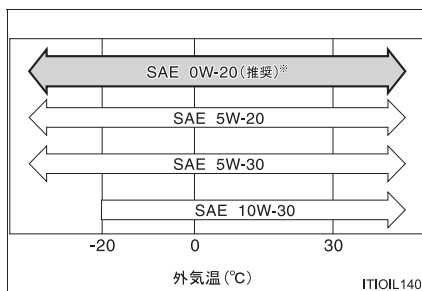 SAE 0W-20(推奨)※
SAE 5W-20
SAE 5W-30
SAE 10W-30
-20 0 30
外気温(℃)
ITIOIL140